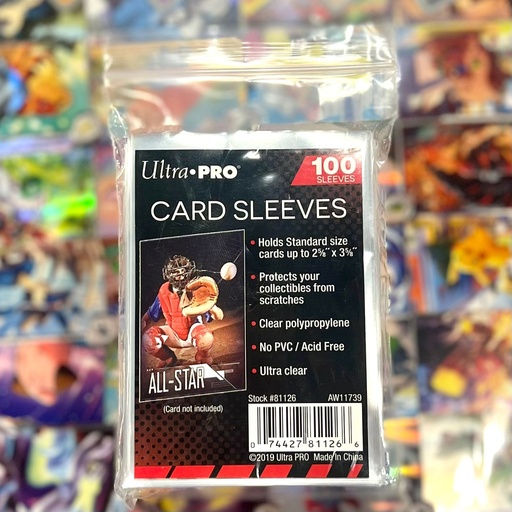 Ultra•PRO®
100
SLEEVES
CARD SLEEVES
• Holds Standard size
cards up to 2⅝" x 3⅝"
• Protects your
collectibles from
scratches
• Clear polypropylene
• No PVC / Acid Free
• Ultra clear
ALL-STAR
(Card not included)
Stock #81126 AW11739
0 74427 81126 6
©2019 Ultra PRO Made In China